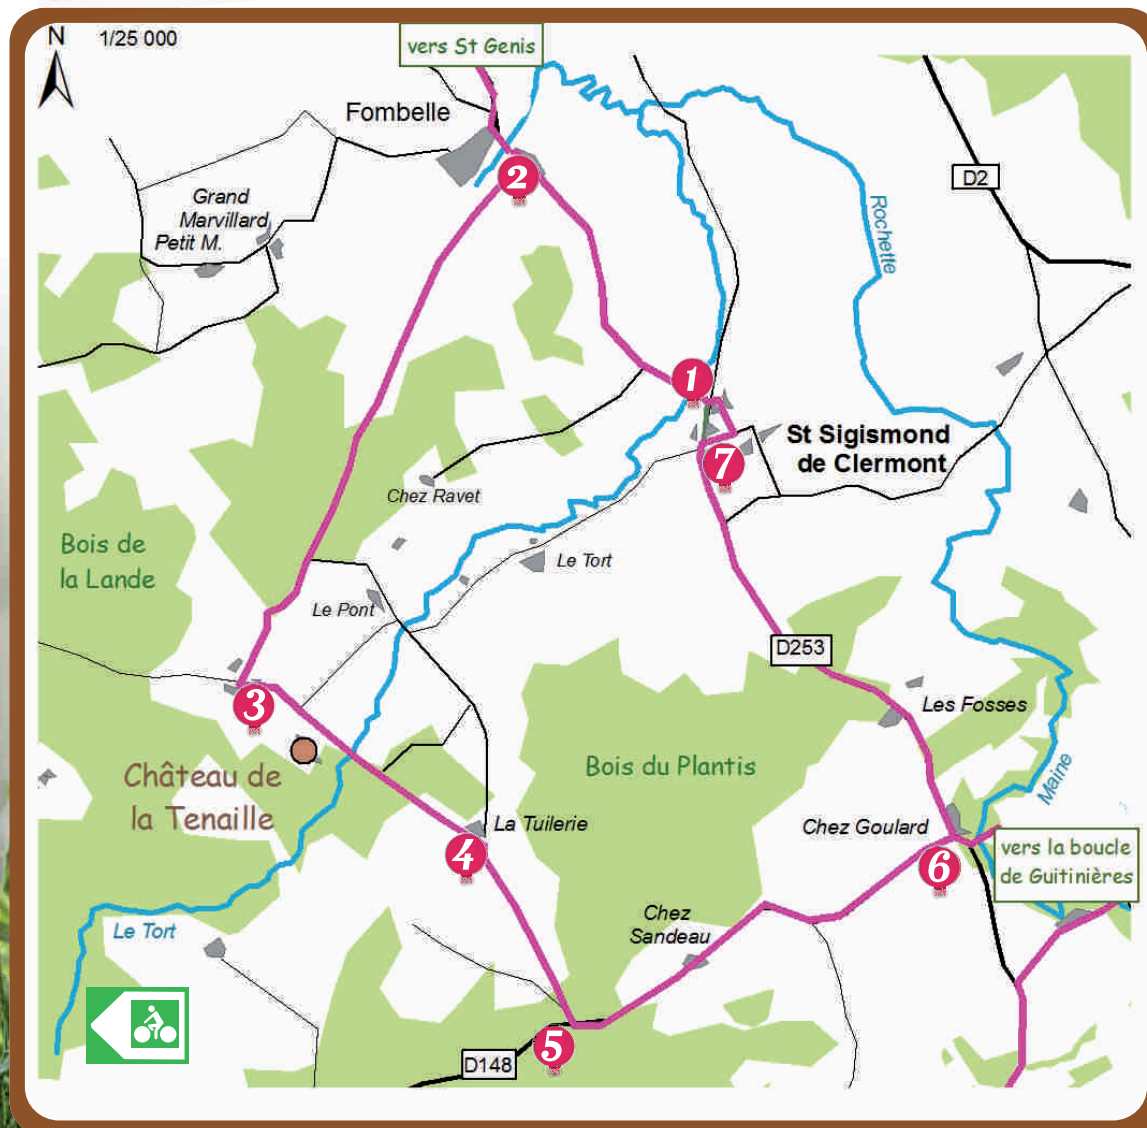 N
1/25 000
vers St Genis
Fombelle
2
D2
Grand
Marvillard
Petit M.
Rochette
1
St Sigismond
de Clermont
7
Chez Ravet
Bois de
la Lande
Le Tort
Le Pont
D253
3
Les Fosses
Château de
la Tenaille
Bois du Plantis
Maine
La Tuilerie
Chez Goulard
4
6
vers la boucle
de Guitinières
Chez
Sandeau
Le Tort
5
D148